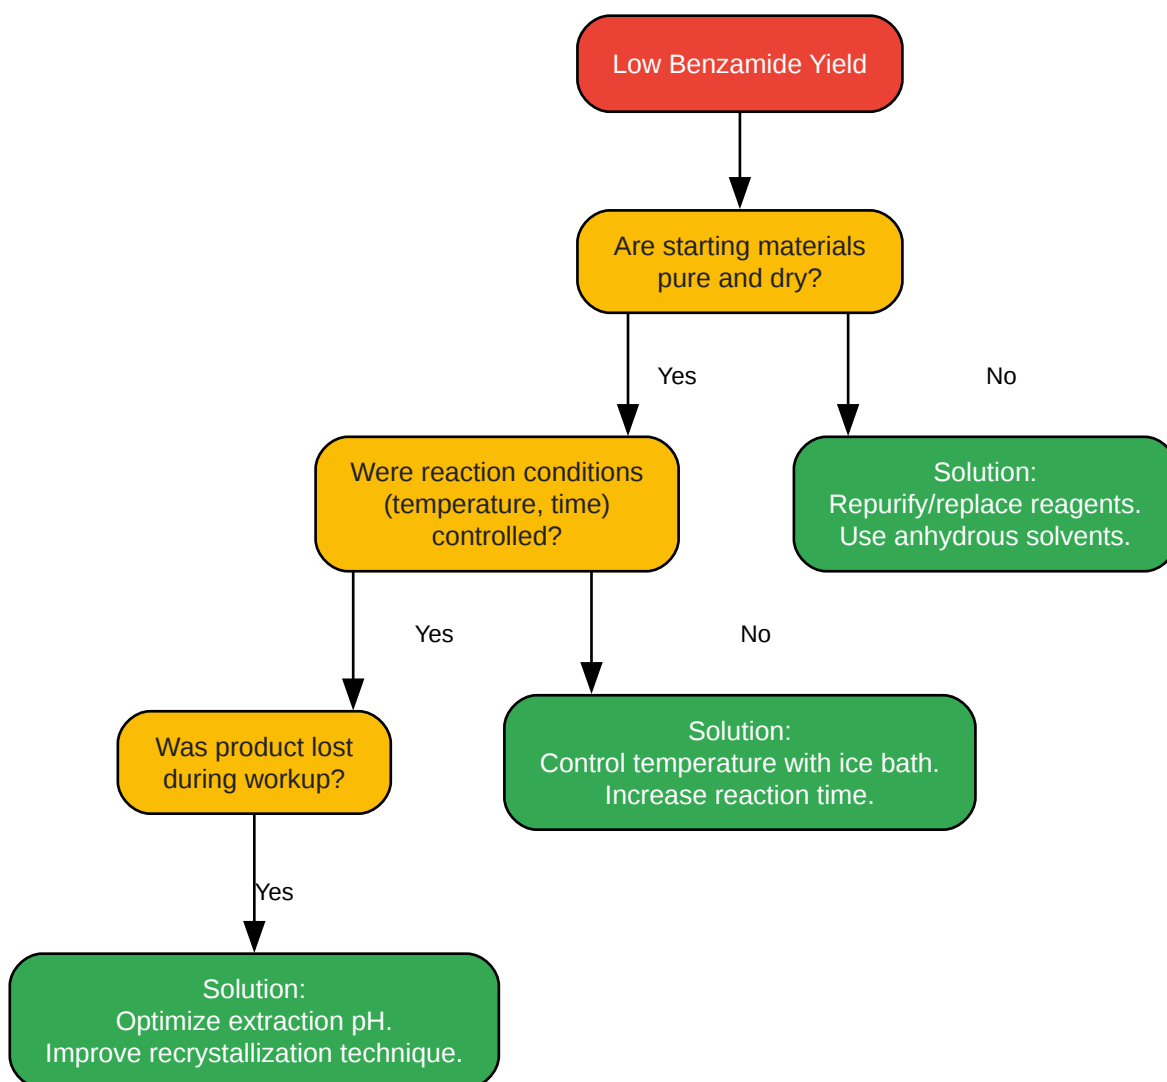 Low Benzamide Yield
Are starting materials
pure and dry?
Yes
No
Were reaction conditions
(temperature, time)
controlled?
Solution:
Repurify/replace reagents.
Use anhydrous solvents.
Yes
No
Was product lost
during workup?
Solution:
Control temperature with ice bath.
Increase reaction time.
Yes
Solution:
Optimize extraction pH.
Improve recrystallization technique.